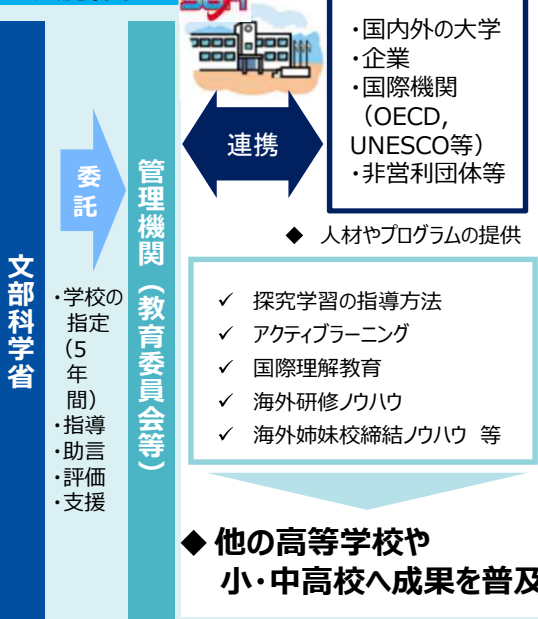 文部科学省
委
託
・学校の
指定
（5
年
間）
・指導
・助言
・評価
・支援
管理機関（教育委員会等）
連携
・国内外の大学
・企業
・国際機関
（OECD,
UNESCO等）
・非営利団体等
◆ 人材やプログラムの提供
✓ 探究学習の指導方法
✓ アクティブラーニング
✓ 国際理解教育
✓ 海外研修ノウハウ
✓ 海外姉妹校締結ノウハウ 等
◆ 他の高等学校や
小・中高校へ成果を普及